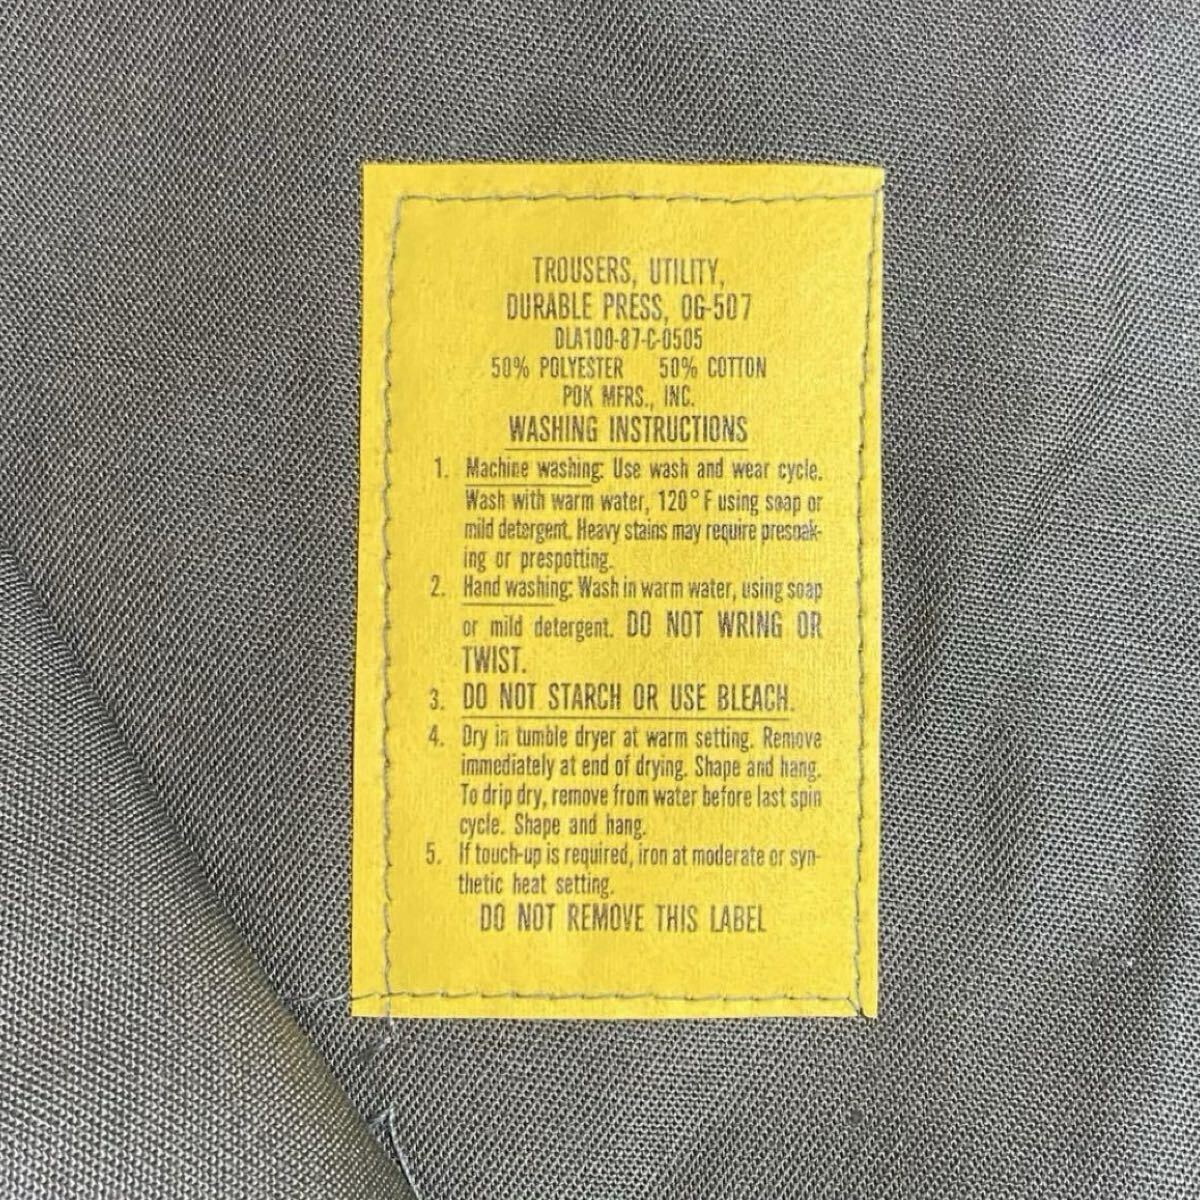 TROUSERS, UTILITY,
DURABLE PRESS, OG-507
DLA100-87-C-0505
50% POLYESTER 50% COTTON
POK MFRS., INC.
WASHING INSTRUCTIONS
1. Machine washing: Use wash and wear cycle.
Wash with warm water, 120° F using soap or
mild detergent. Heavy stains may require presoak-
ing or prespotting.
2. Hand washing: Wash in warm water, using soap
or mild detergent. DO NOT WRING OR
TWIST.
3. DO NOT STARCH OR USE BLEACH.
4. Dry in tumble dryer at warm setting. Remove
immediately at end of drying. Shape and hang.
To drip dry, remove from water before last spin
cycle. Shape and hang.
5. If touch-up is required, iron at moderate or syn-
thetic heat setting.
DO NOT REMOVE THIS LABEL